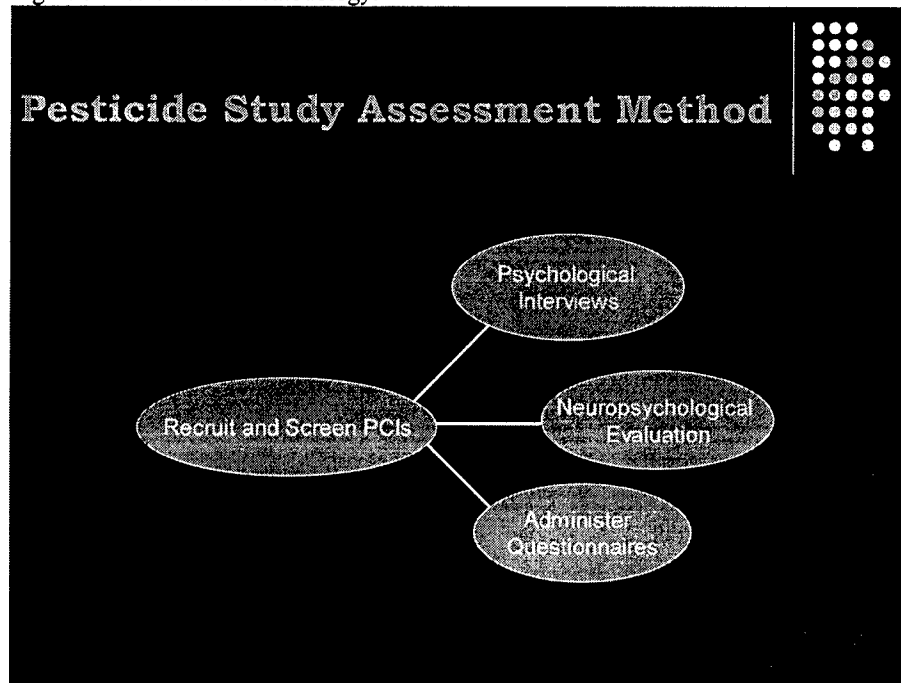 Pesticide Study Assessment Method
Psychological
Interviews
Recruit and Screen PCIs
Neuropsychological
Evaluation
Administer
Questionnaires